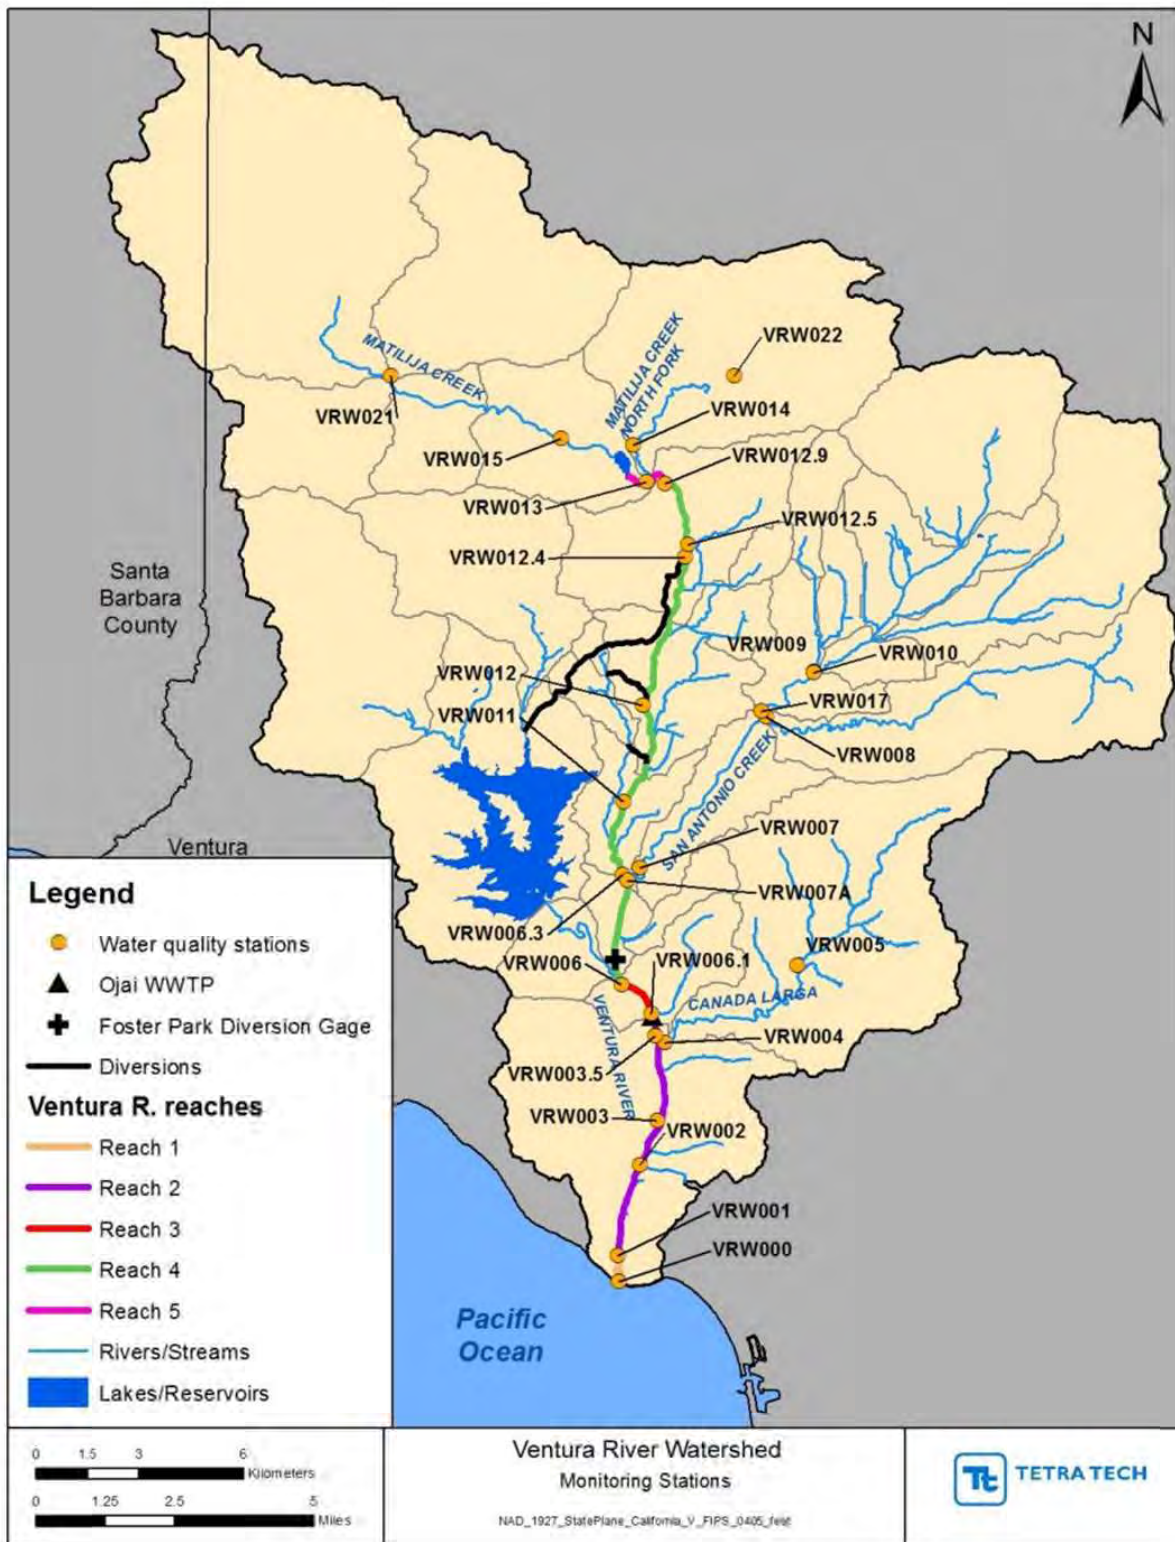 N
MATILIJA CREEK
MATILIJA CREEK
NORTH FORK
VRW022
VRW021
VRW014
VRW015
VRW012.9
VRW013
VRW012.5
VRW012.4
Santa
Barbara
County
VRW009
VRW010
VRW012
VRW017
VRW011
VRW008
SAN ANTONIO CREEK
VRW007
Ventura
VRW007A
VRW006.3
VRW005
VRW006
VRW006.1
CANADA LARGA
VENTURA RIVER
VRW004
VRW003.5
VRW003
VRW002
VRW001
VRW000
Pacific
Ocean
Legend
Water quality stations
Ojai WWTP
Foster Park Diversion Gage
Diversions
Ventura R. reaches
Reach 1
Reach 2
Reach 3
Reach 4
Reach 5
Rivers/Streams
Lakes/Reservoirs
0 1.5 3 6
Kilometers
0 1.25 2.5 5
Miles
Ventura River Watershed
Monitoring Stations
NAD_1927_StatePlane_California_V_FIPS_0405_feet
Tt TETRA TECH